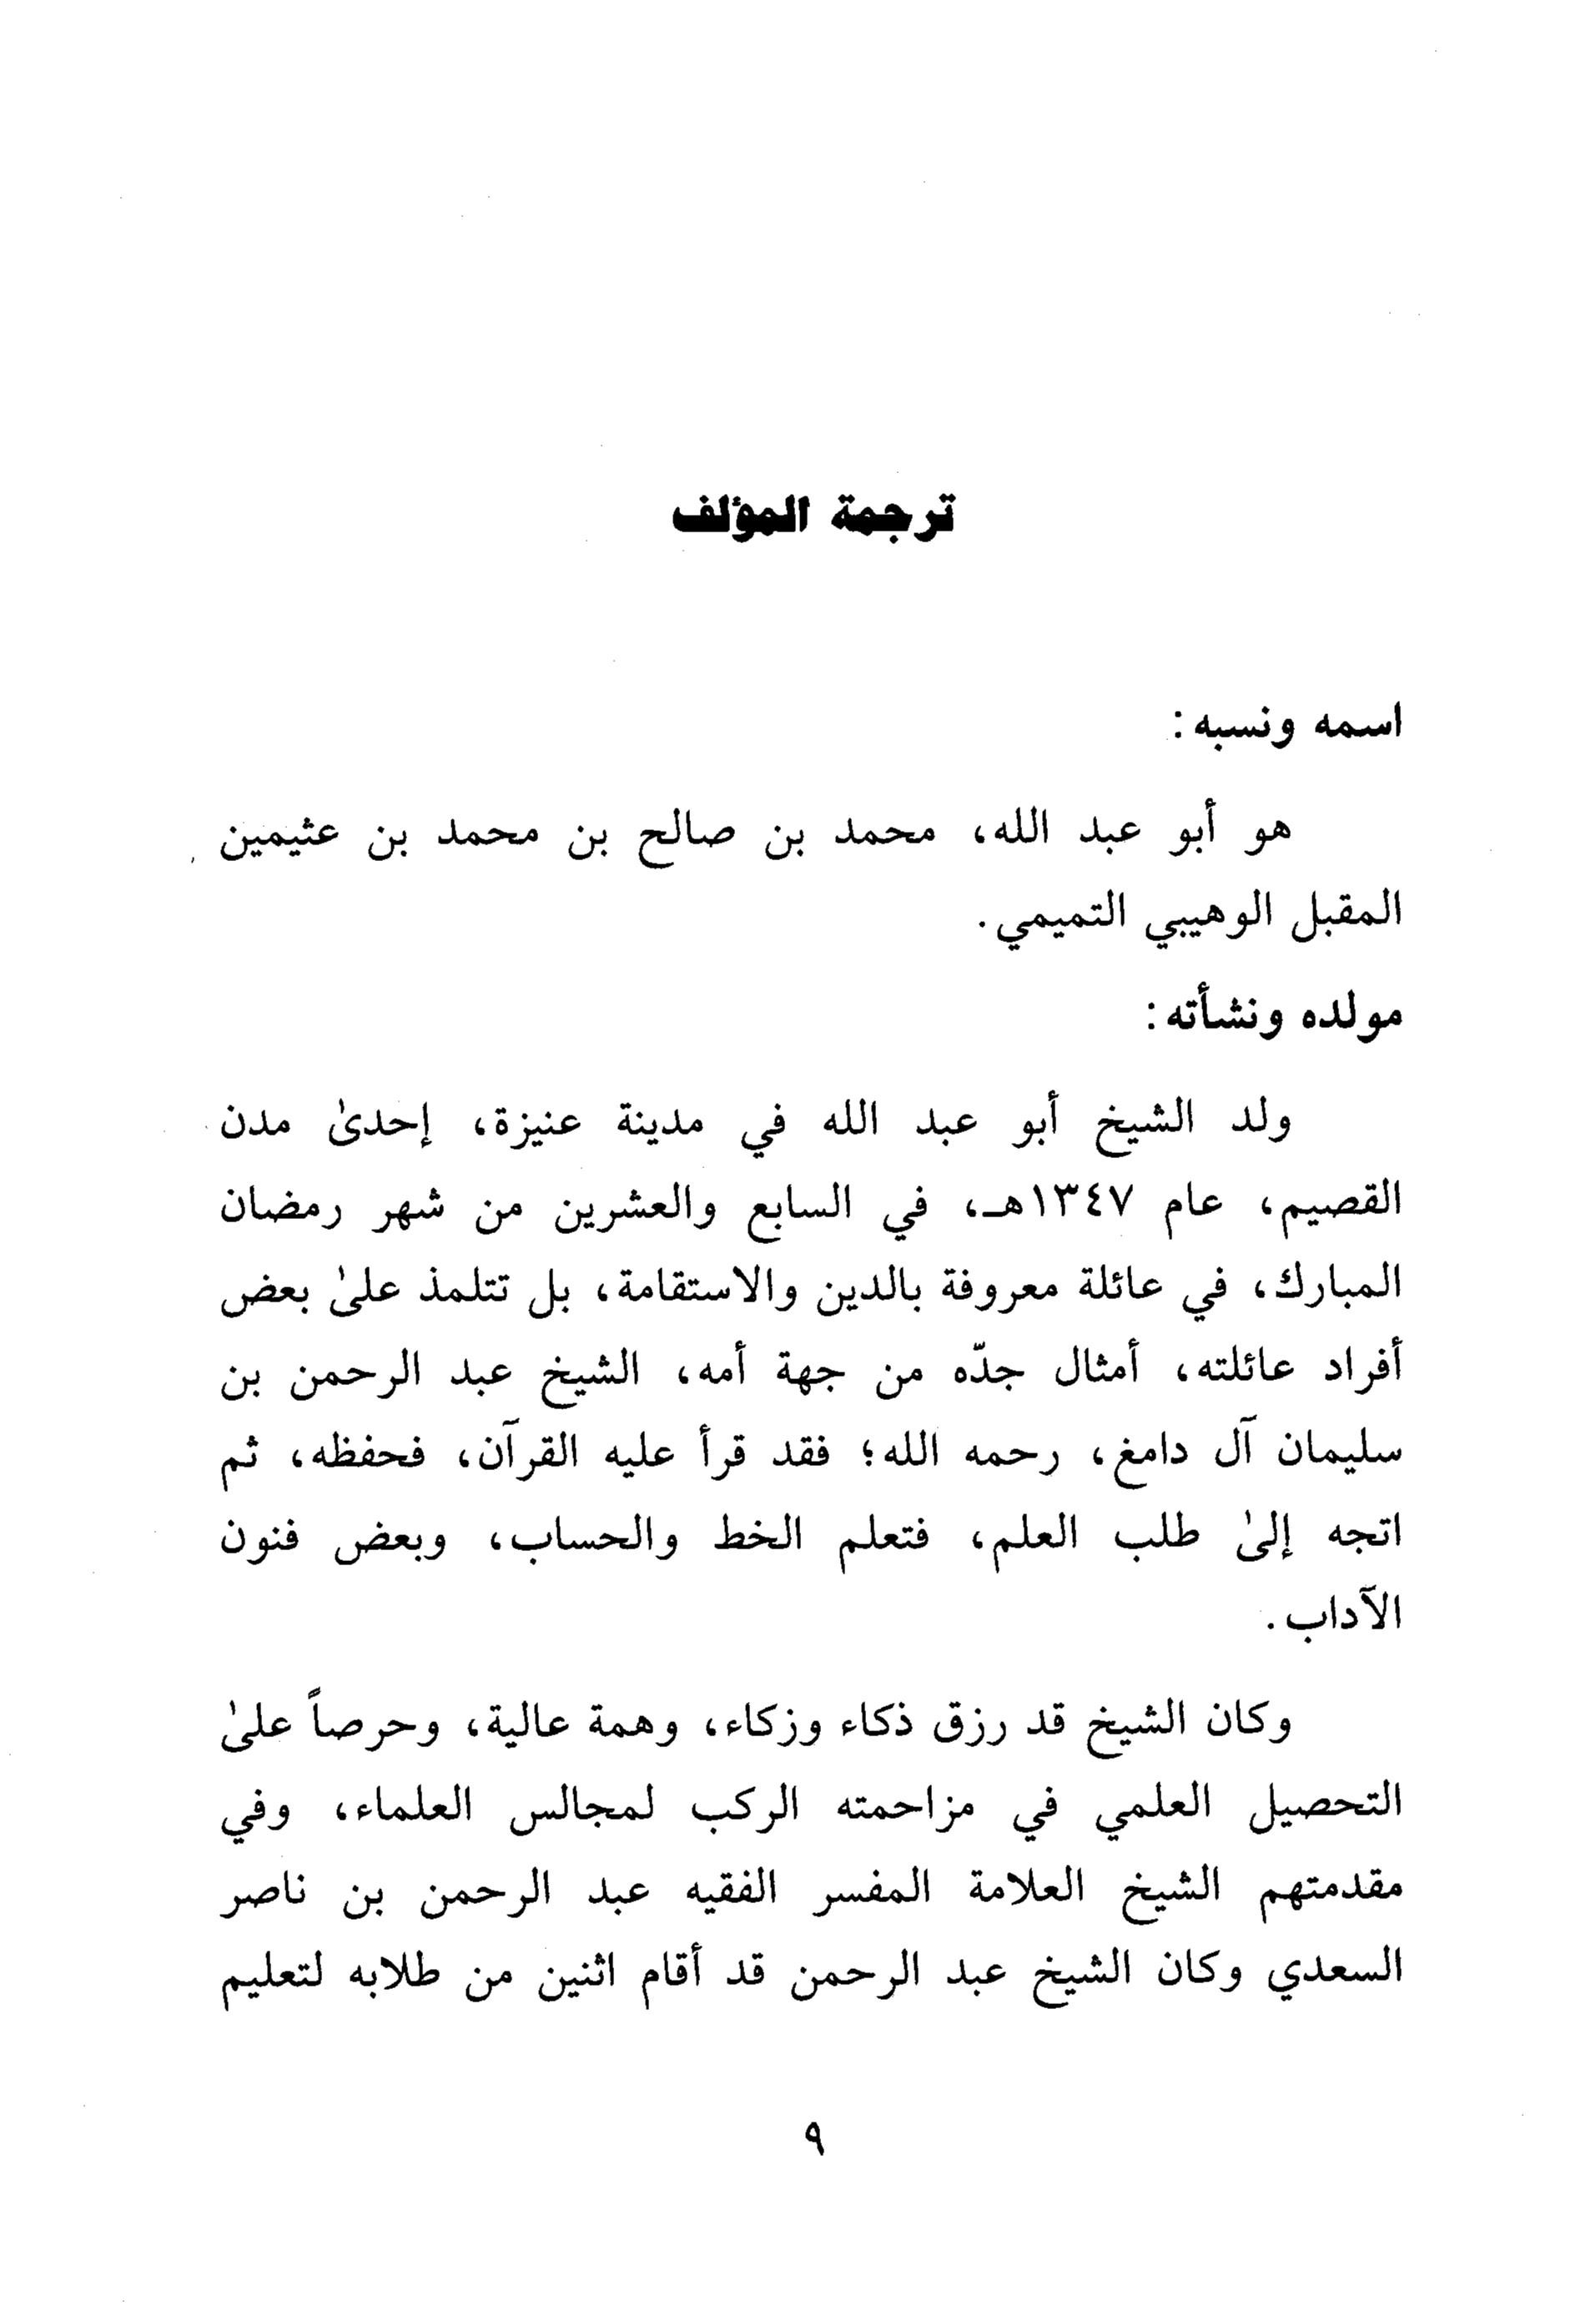 ترجمة المؤلف
اسمه ونسبه:
هو أبو عبد الله، محمد بن صالح بن محمد بن عثيمين
المقبل الوهيبي التميمي.
مولده ونشأته:
ولد الشيخ أبو عبد الله في مدينة عنيزة، إحدىٰ مدن
القصيم، عام ١٣٤٧هـ، في السابع والعشرين من شهر رمضان
المبارك، في عائلة معروفة بالدين والاستقامة، بل تتلمذ علىٰ بعض
أفراد عائلته، أمثال جدّه من جهة أمه، الشيخ عبد الرحمن بن
سليمان آل دامغ، رحمه الله؛ فقد قرأ عليه القرآن، فحفظه، ثم
اتجه إلىٰ طلب العلم، فتعلم الخط والحساب، وبعض فنون
الآداب.
وكان الشيخ قد رزق ذكاء وزكاء، وهمة عالية، وحرصاً علىٰ
التحصيل العلمي في مزاحمته الركب لمجالس العلماء، وفي
مقدمتهم الشيخ العلامة المفسر الفقيه عبد الرحمن بن ناصر
السعدي وكان الشيخ عبد الرحمن قد أقام اثنين من طلابه لتعليم
٩